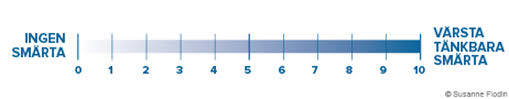 INGEN
SMÄRTA
VÄRSTA
TÄNKBARA
SMÄRTA
0 1 2 3 4 5 6 7 8 9 10
© Susanne Flodin